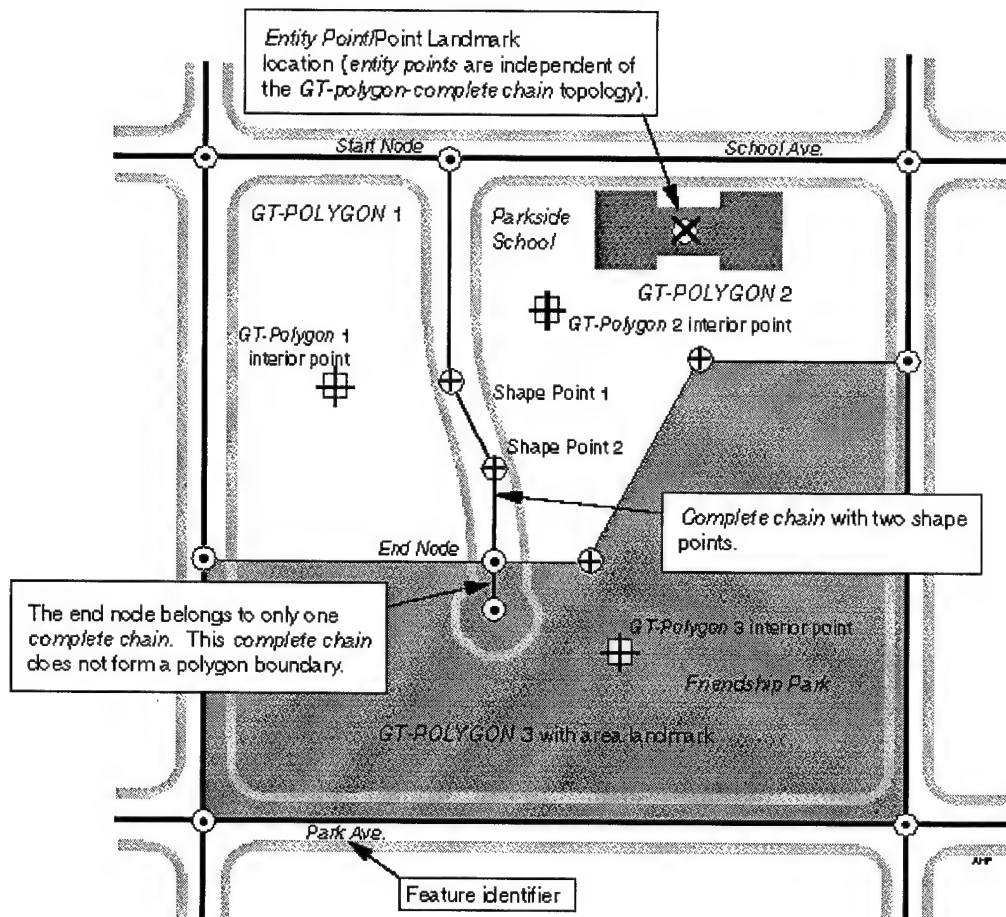 Entity Point/Point Landmark
location (entity points are independent of
the GT-polygon-complete chain topology).
Start Node
School Ave.
GT-POLYGON 1
Parkside
School
GT-POLYGON 2
GT-Polygon 2 interior point
GT-Polygon 1
interior point
Shape Point 1
Shape Point 2
Complete chain with two shape
points.
End Node
The end node belongs to only one
complete chain. This complete chain
does not form a polygon boundary.
GT-Polygon 3 interior point
Friendship Park
GT-POLYGON 3 with area landmark
Park Ave.
Feature identifier